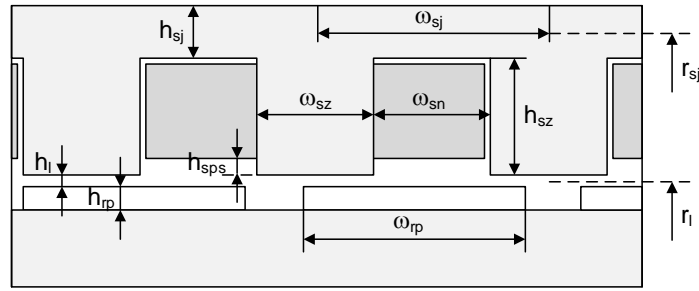 h_sj
ω_sj
r_sj
ω_sz
ω_sn
h_sz
h_l
h_sps
h_rp
ω_rp
r_l